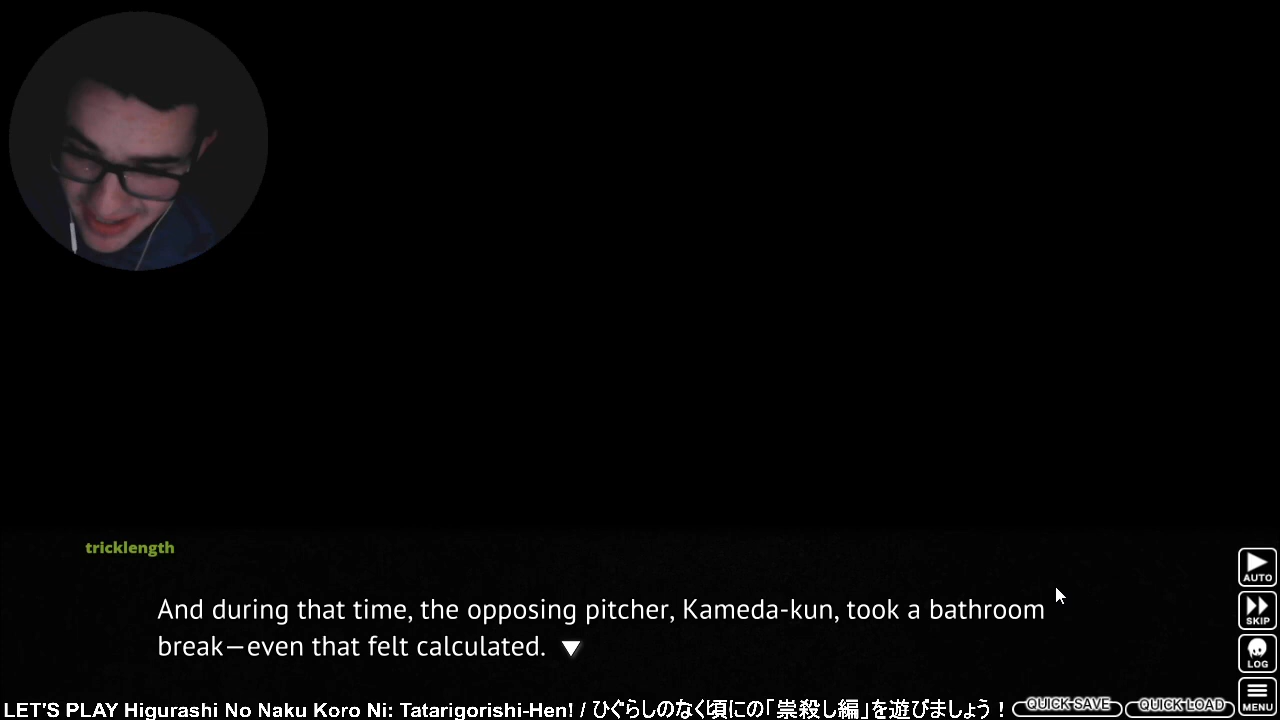 tricklength
And during that time, the opposing pitcher, Kameda-kun, took a bathroom
break—even that felt calculated.
AUTO
SKIP
LOG
MENU
LET'S PLAY Higurashi No Naku Koro Ni: Tatarigorishi-Hen! / ひぐらしのなく頃にの「祟殺し編」を遊びましょう！
QUICK SAVE
QUICK LOAD